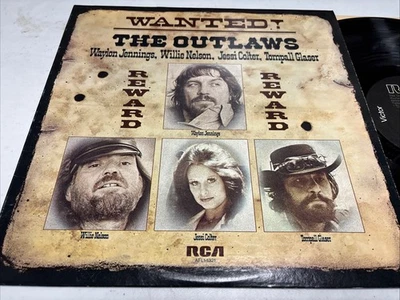 WANTED!
THE OUTLAWS
Waylon Jennings, Willie Nelson, Jessi Colter, Tompall Glaser
REWARD
REWARD
Waylon Jennings
Willie Nelson
Jessi Colter
Tompall Glaser
RCA
Victor